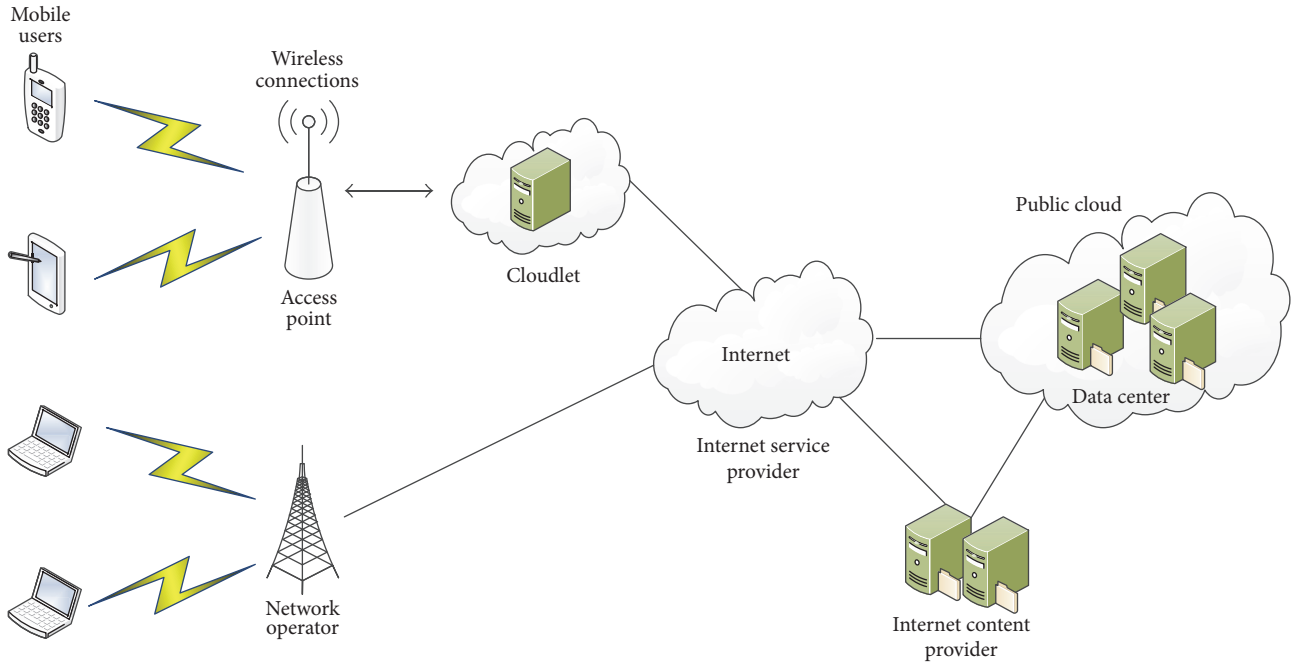 Mobile
users
Wireless
connections
Access
point
Cloudlet
Public cloud
Data center
Internet
Internet service
provider
Network
operator
Internet content
provider